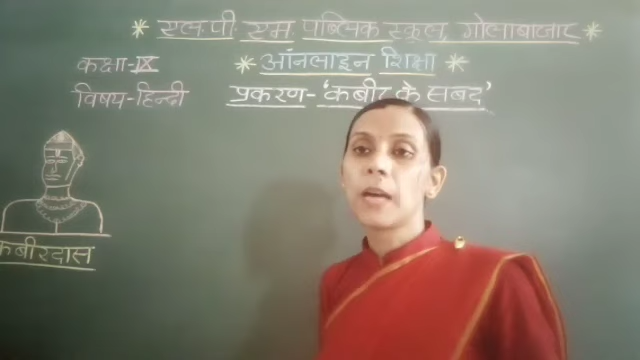 * एल.पी. एम. पब्लिक स्कूल, गोलाबाजार *
कक्षा-IX * ऑनलाइन शिक्षा *
विषय-हिन्दी प्रकरण-'कबीर के सबद'
कबीरदास